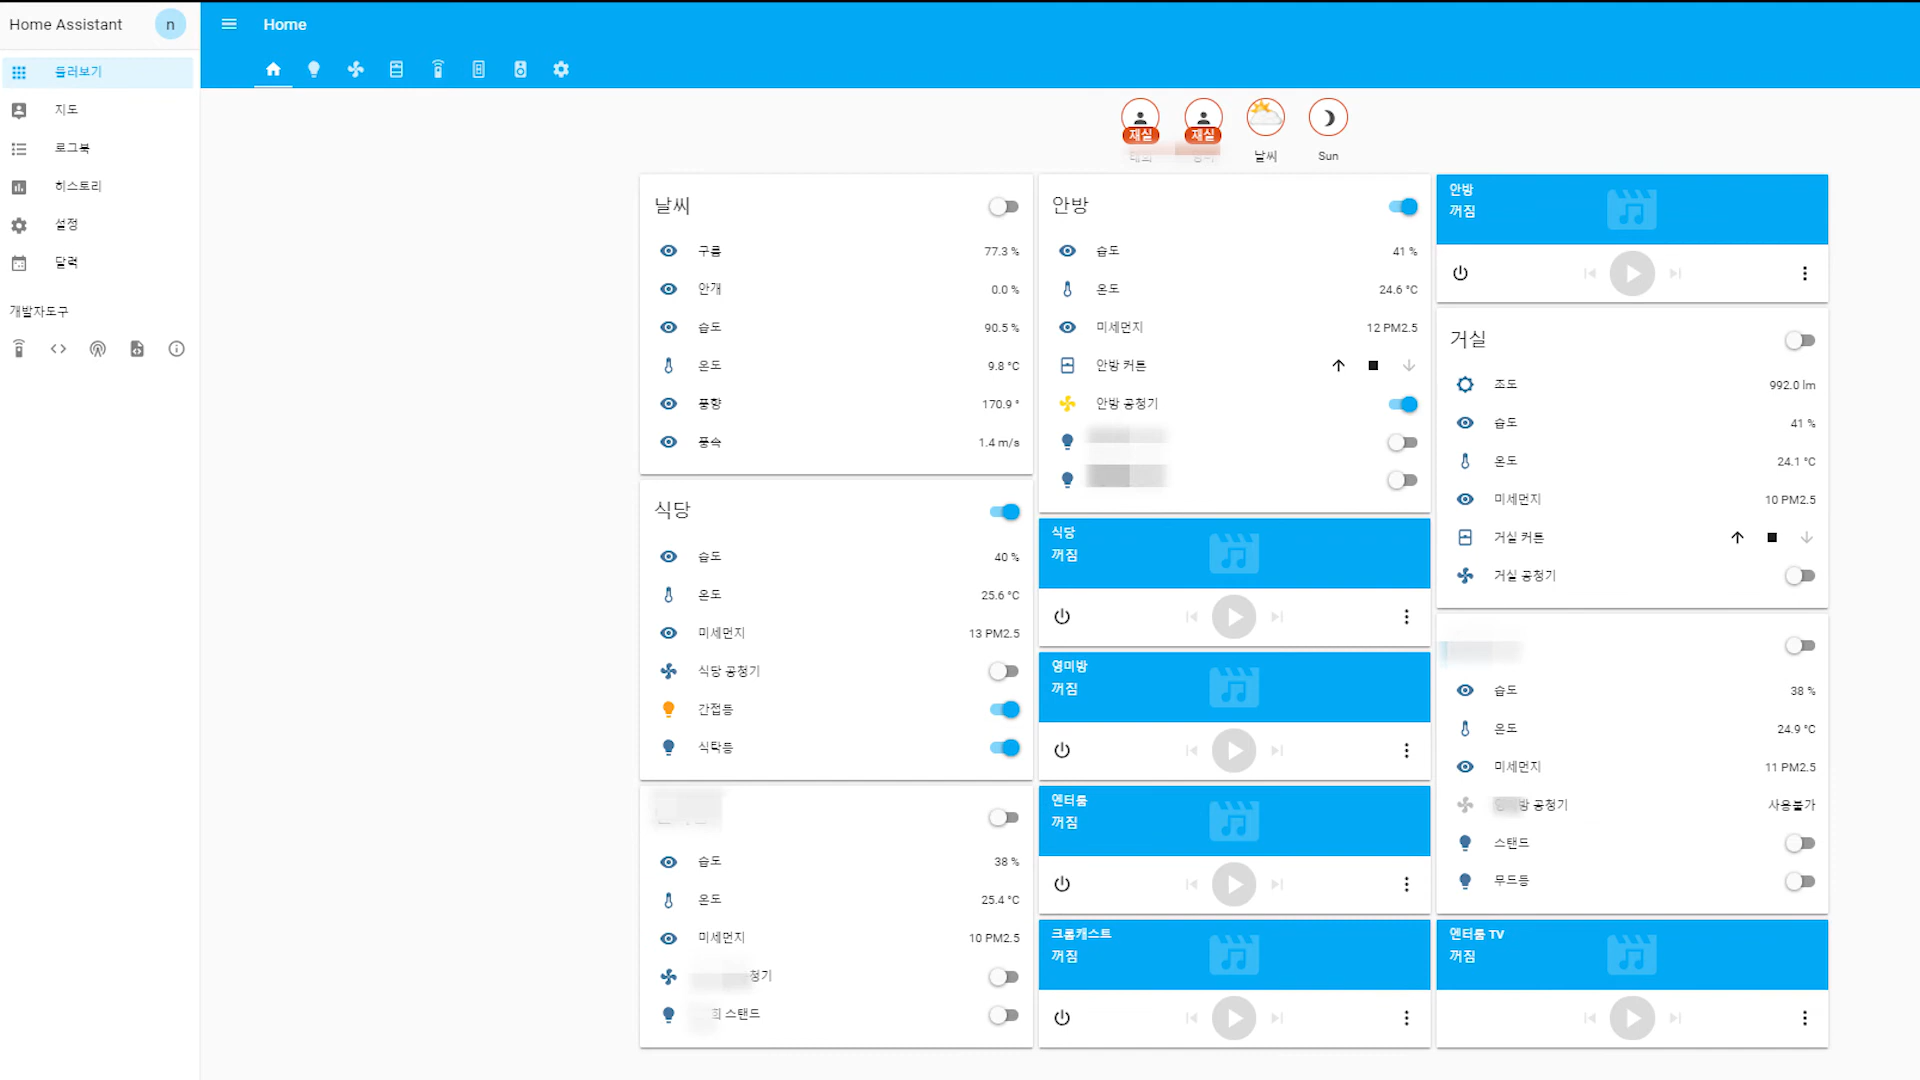 Home Assistant
n
둘러보기
지도
로그북
히스토리
설정
달력
개발자도구
Home
재실
재실
날씨
Sun
날씨
구름
77.3 %
안개
0.0 %
습도
90.5 %
온도
9.8 °C
풍향
170.9 °
풍속
1.4 m/s
식당
습도
40 %
온도
25.6 °C
미세먼지
13 PM2.5
식당 공청기
간접등
식탁등
습도
38 %
온도
25.4 °C
미세먼지
10 PM2.5
청기
희 스탠드
안방
습도
41 %
온도
24.6 °C
미세먼지
12 PM2.5
안방 커튼
안방 공청기
식당
꺼짐
영미방
꺼짐
엔터룸
꺼짐
크롬캐스트
꺼짐
안방
꺼짐
거실
조도
992.0 lm
습도
41 %
온도
24.1 °C
미세먼지
10 PM2.5
거실 커튼
거실 공청기
습도
38 %
온도
24.9 °C
미세먼지
11 PM2.5
방 공청기
사용불가
스탠드
무드등
엔터룸 TV
꺼짐